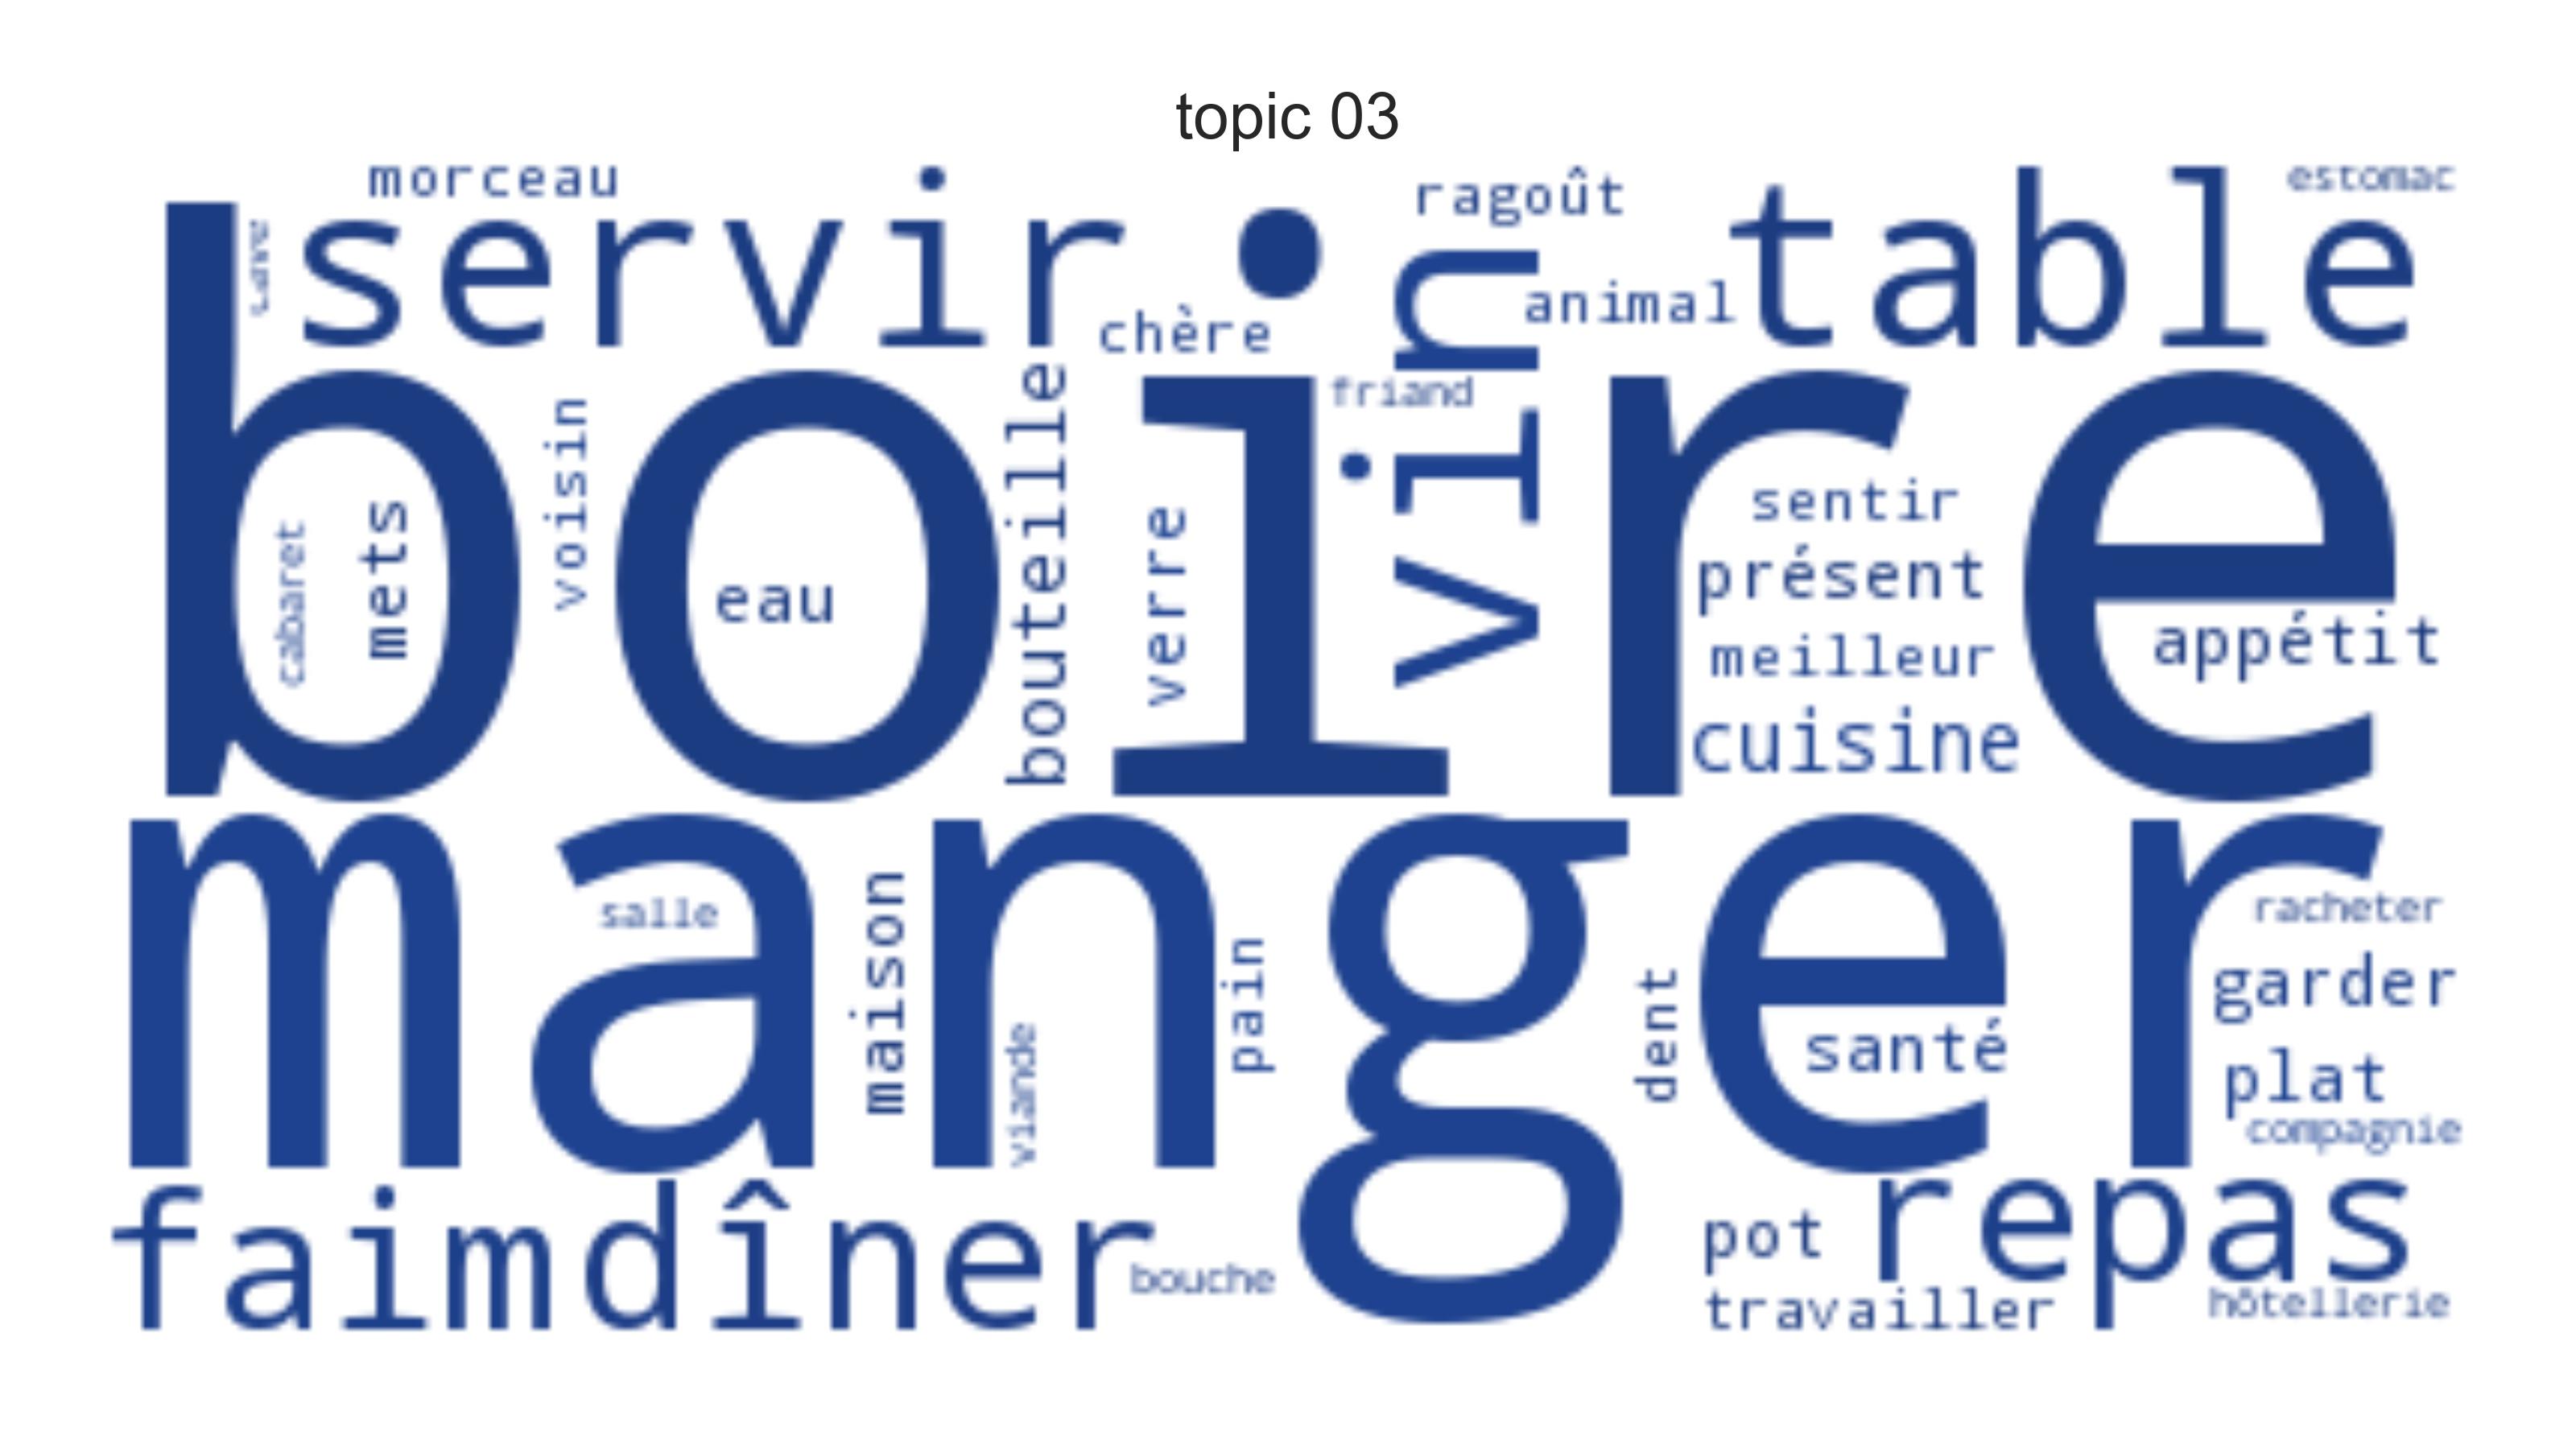 topic 03
morceau
ragoût
estomac
servir
table
cave
animal
chère
vin
boire
friand
voisin
bouteille
verre
sentir
mets
cabaret
présent
eau
appétit
meilleur
cuisine
manger
salle
maison
racheter
pain
garder
dent
santé
viande
plat
compagnie
faim
dîner
repas
pot
bouche
travailler
hôtellerie